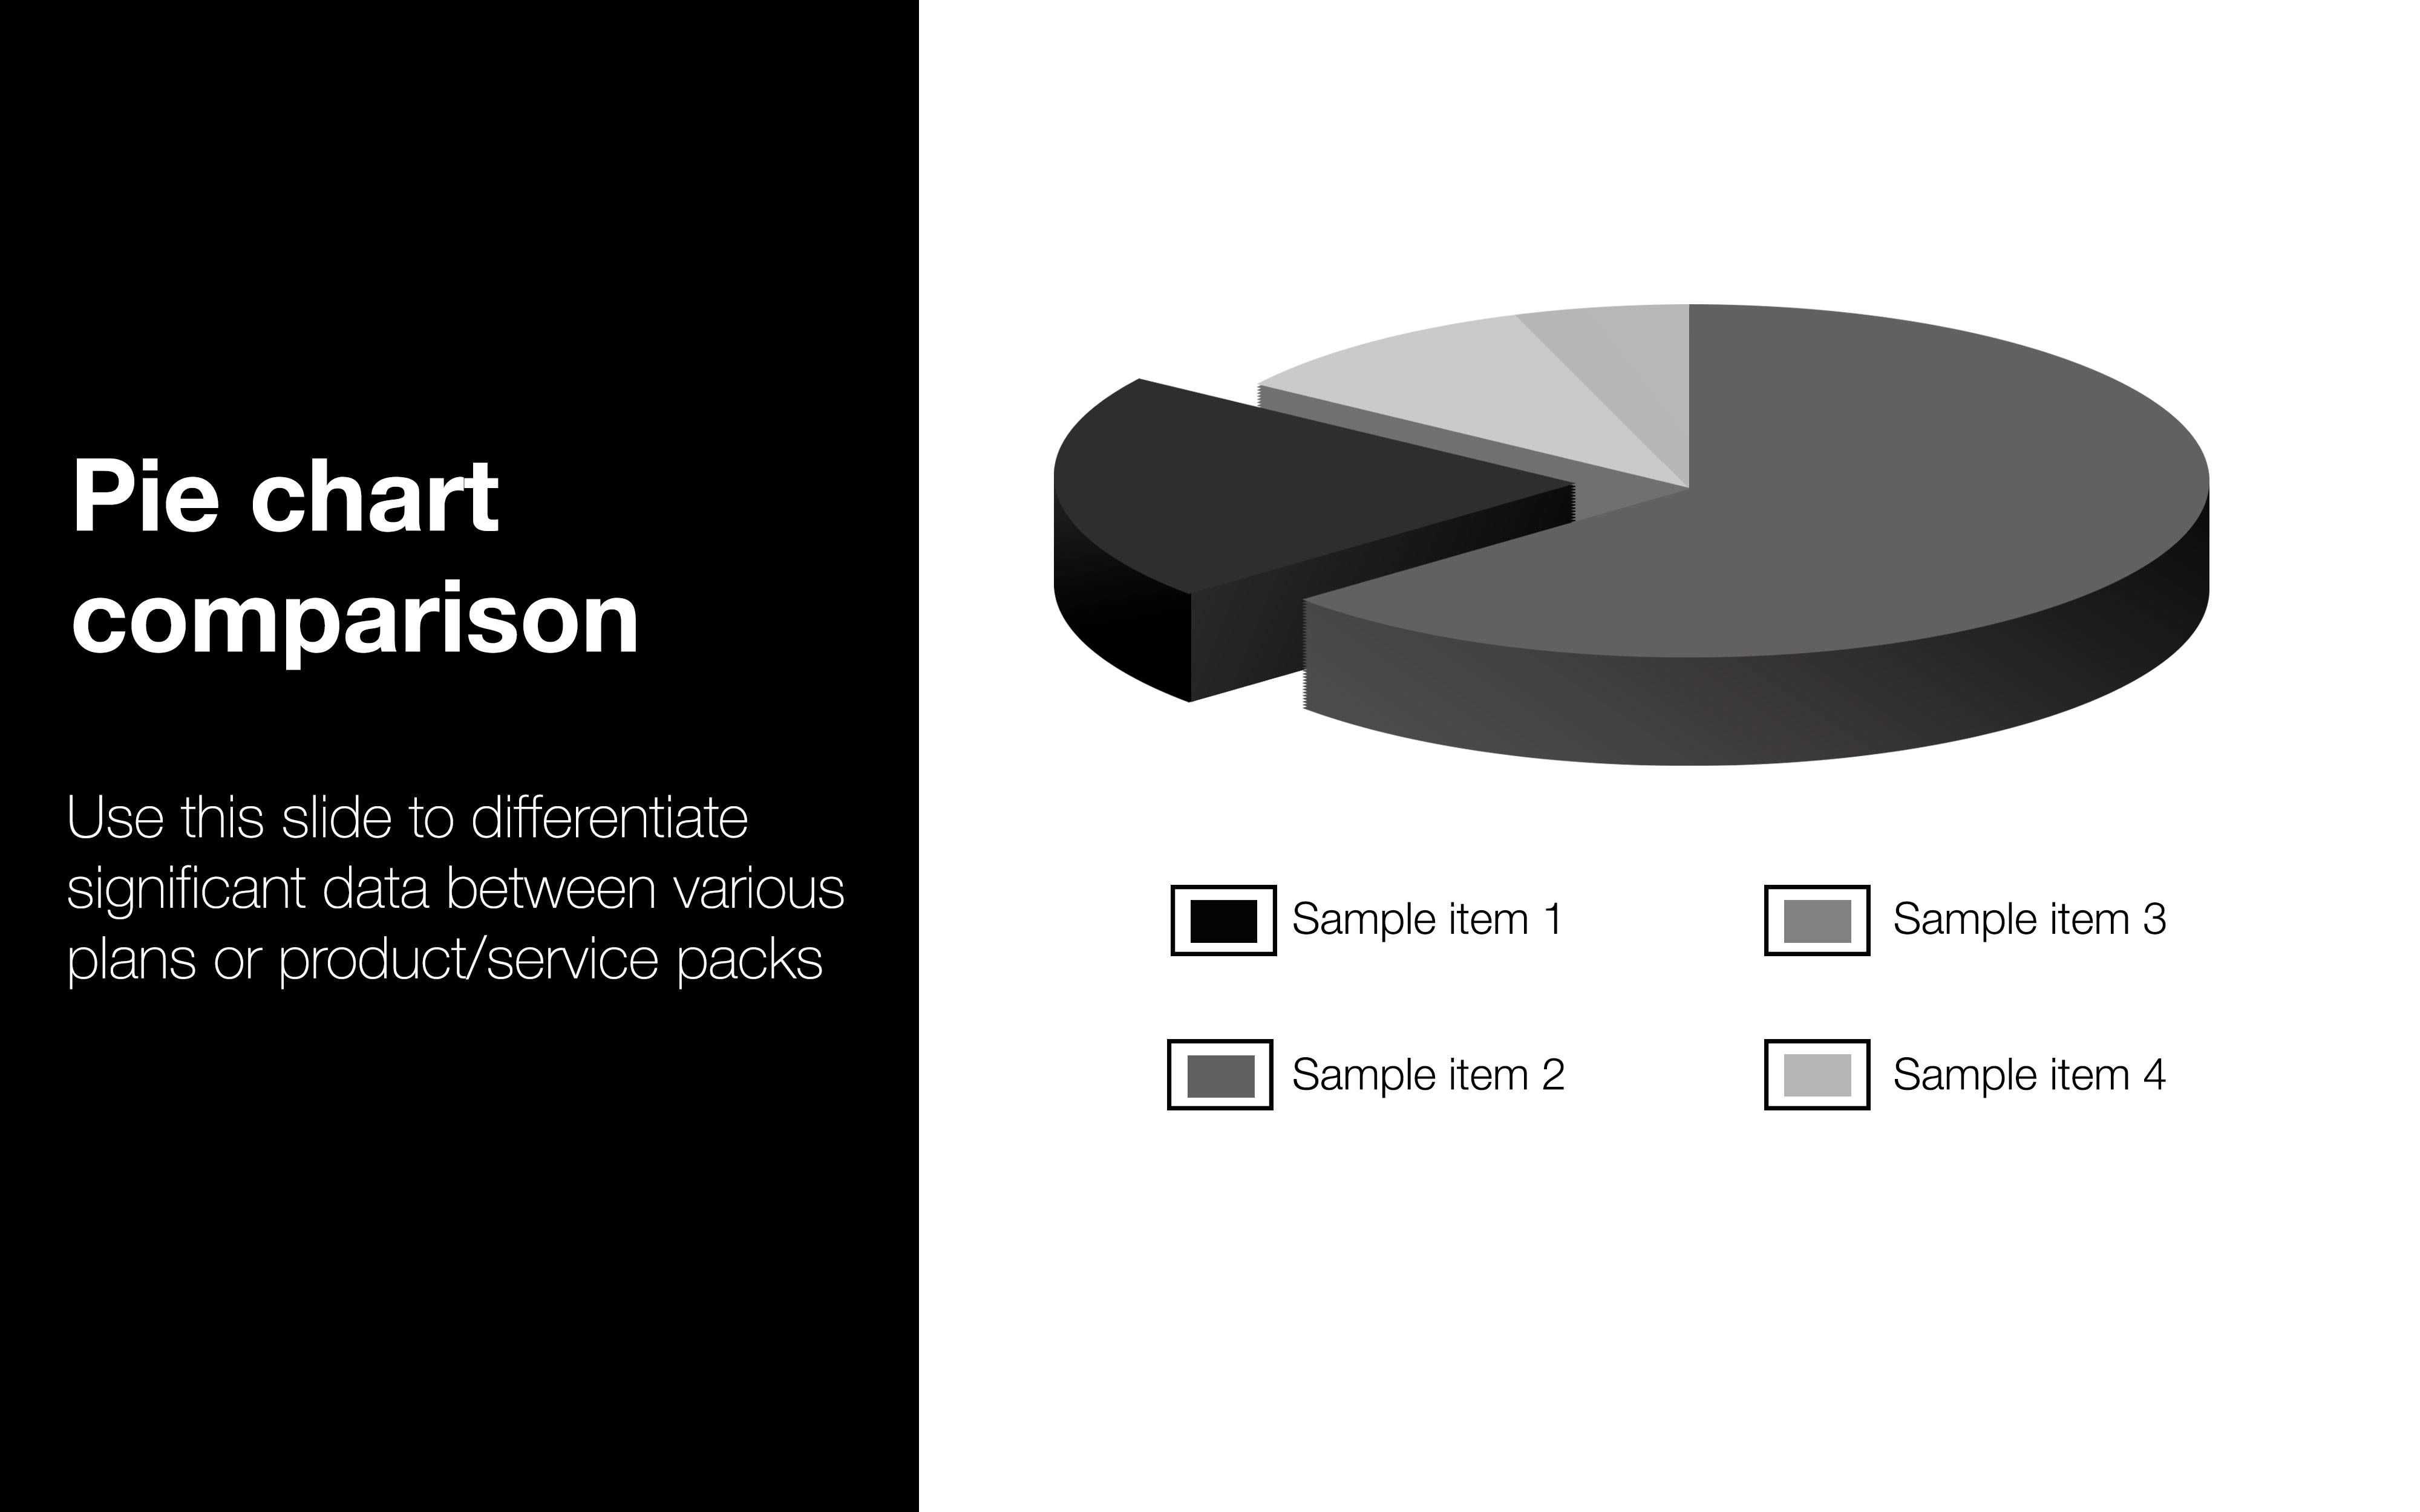 Pie chart
comparison
Use this slide to differentiate
significant data between various
plans or product/service packs
Sample item 1
Sample item 3
Sample item 2
Sample item 4